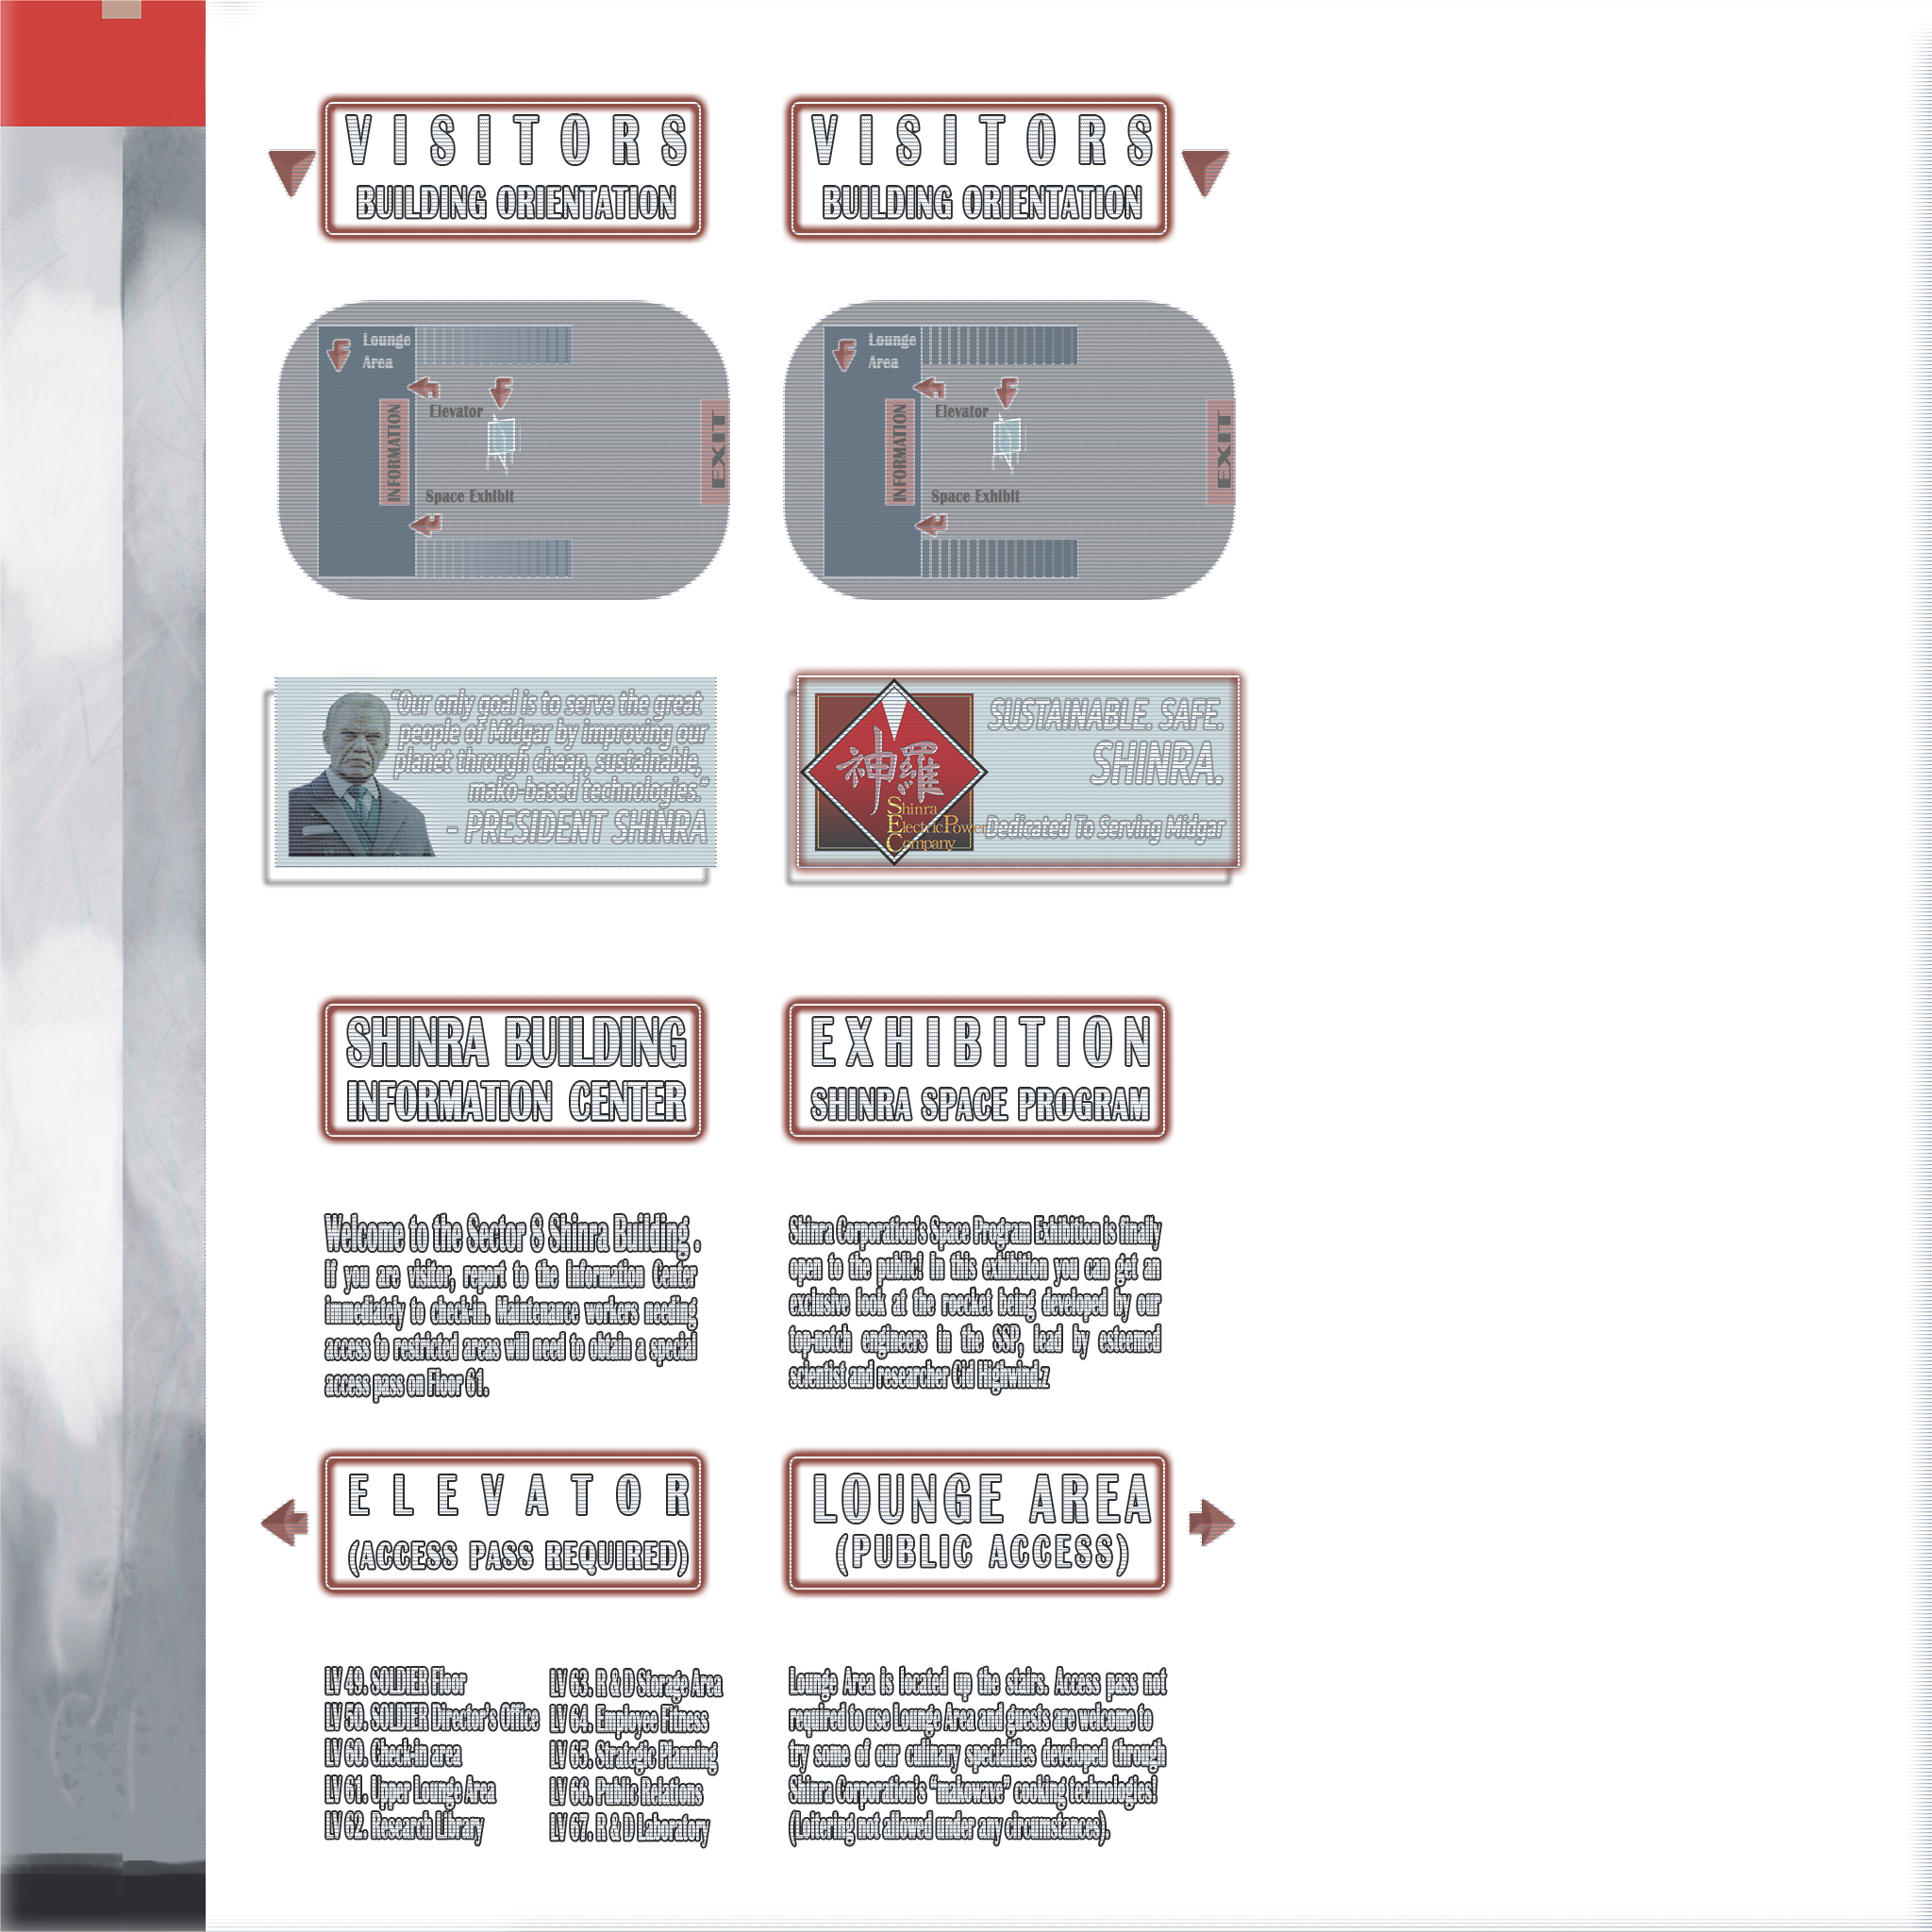 VISITORS
BUILDING ORIENTATION
VISITORS
BUILDING ORIENTATION
Lounge
Area
Elevator
INFORMATION
EXIT
Space Exhibit
Lounge
Area
Elevator
INFORMATION
EXIT
Space Exhibit
"Our only goal is to serve the great
people of Midgar by improving our
planet through cheap, sustainable,
mako-based technologies."
- PRESIDENT SHINRA
神羅
Shinra
ElectricPower
Company
SUSTAINABLE. SAFE.
SHINRA.
Dedicated To Serving Midgar
SHINRA BUILDING
INFORMATION CENTER
EXHIBITION
SHINRA SPACE PROGRAM
Welcome to the Sector 8 Shinra Building .
If you are visitor, report to the Information Center
immediately to check-in. Maintenance workers needing
access to restricted areas will need to obtain a special
access pass on Floor 61.
Shinra Corporation's Space Program Exhibition is finally
open to the public! In this exhibition you can get an
exclusive look at the roecket being developed by our
top-notch engineers in the SSP, lead by esteemed
scientist and researcher Cid Highwind.z
ELEVATOR
(ACCESS PASS REQUIRED)
LOUNGE AREA
(PUBLIC ACCESS)
LV 49. SOLDIER Floor
LV 50. SOLDIER Director's Office
LV 60. Check-in area
LV 61. Upper Lounge Area
LV 62. Research Library
LV 63. R & D Storage Area
LV 64. Employee Fitness
LV 65. Strategic Planning
LV 66. Public Relations
LV 67. R & D Laboratory
Lounge Area is located up the stairs. Access pass not
required to use Lounge Area and guests are welcome to
try some of our culinary specialties developed through
Shinra Corporation's "makowave" cooking technologies!
(Loitering not allowed under any circumstances).